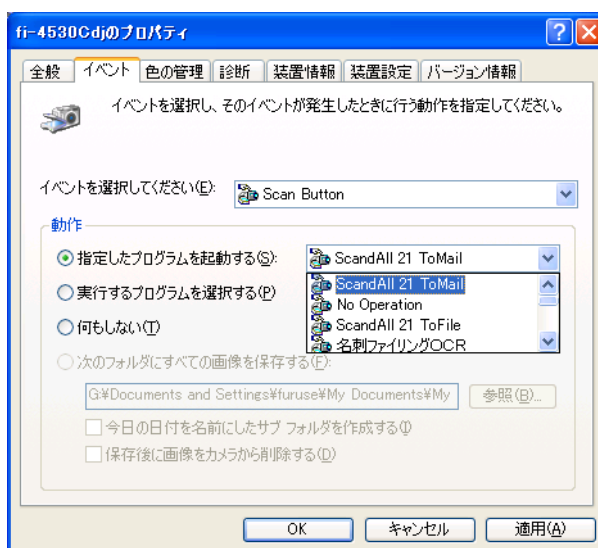 fi-4530Cdjのプロパティ
全般 イベント 色の管理 診断 装置情報 装置設定 バージョン情報
イベントを選択し、そのイベントが発生したときに行う動作を指定してください。
イベントを選択してください(E): Scan Button
動作
指定したプログラムを起動する(S): ScandAll 21 ToMail
ScandAll 21 ToMail
実行するプログラムを選択する(P) No Operation
何もしない(T) ScandAll 21 ToFile
名刺ファイリングOCR
次のフォルダにすべての画像を保存する(F):
G:¥Documents and Settings¥furuse¥My Documents¥My 参照(B)...
今日の日付を名前にしたサブ フォルダを作成する(I)
保存後に画像をカメラから削除する(D)
OK キャンセル 適用(A)